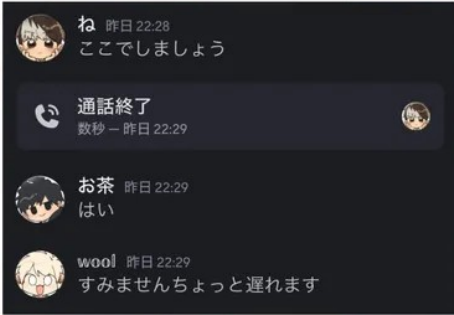 ね 昨日 22:28
ここでしましょう
通話終了
数秒 — 昨日 22:29
お茶 昨日 22:29
はい
𝕨𝕠𝕠𝕝 昨日 22:29
すみませんちょっと遅れます